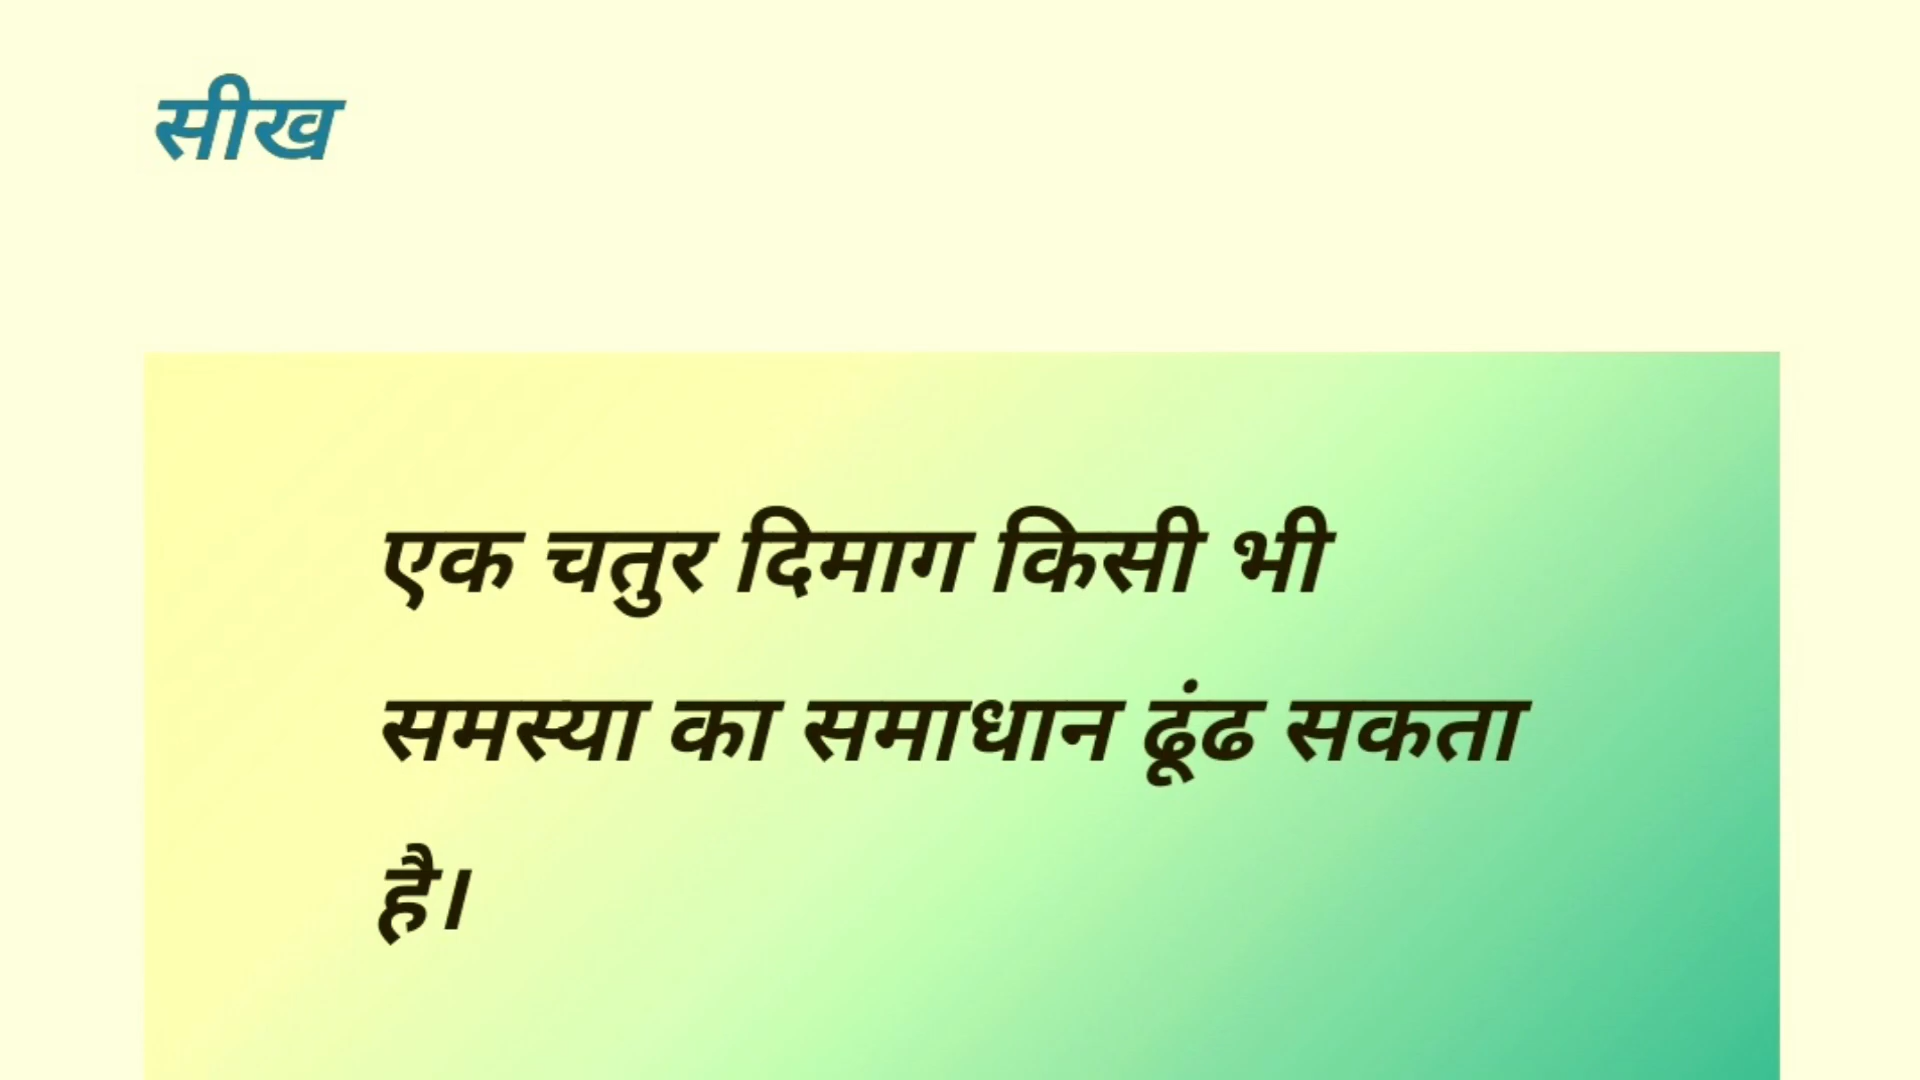 सीख
एक चतुर दिमाग किसी भी
समस्या का समाधान ढूंढ सकता
है।